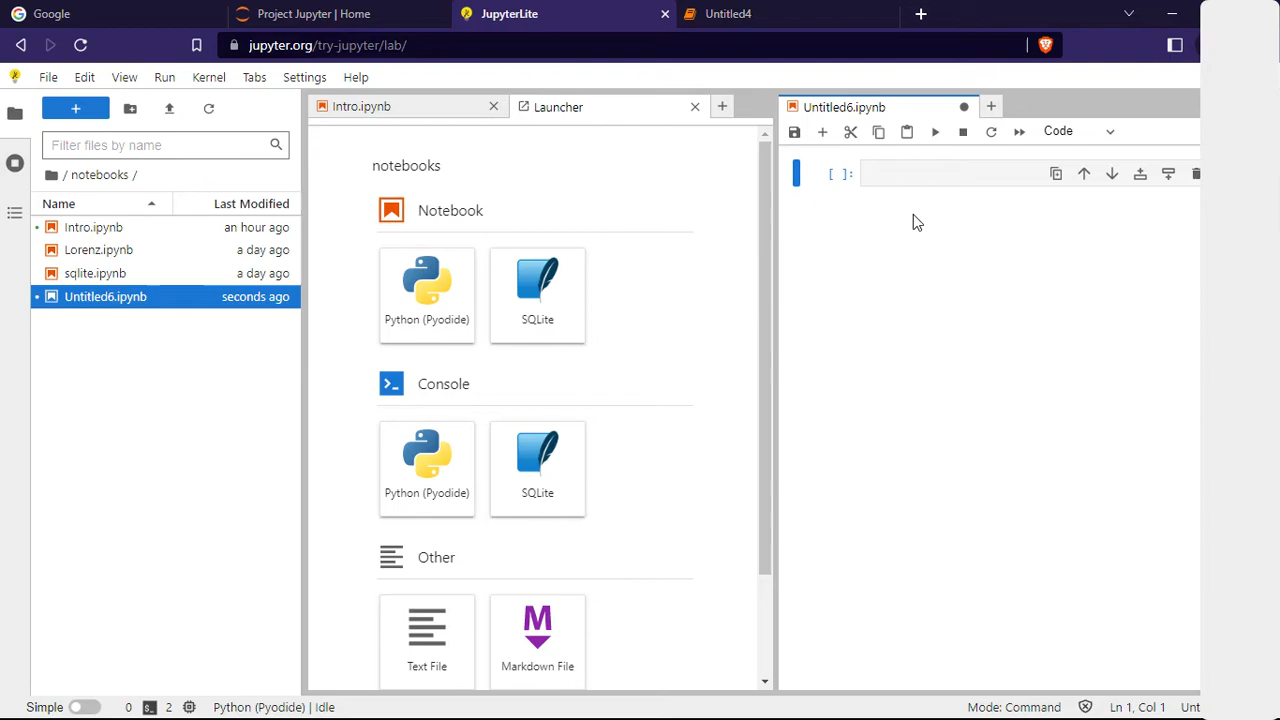 Google
Project Jupyter | Home
JupyterLite
Untitled4
jupyter.org/try-jupyter/lab/
File Edit View Run Kernel Tabs Settings Help
Intro.ipynb
Launcher
Untitled6.ipynb
Code
Filter files by name
/ notebooks /
Name Last Modified
Intro.ipynb an hour ago
Lorenz.ipynb a day ago
sqlite.ipynb a day ago
Untitled6.ipynb seconds ago
notebooks
Notebook
Python (Pyodide) SQLite
Console
Python (Pyodide) SQLite
Other
Text File Markdown File
[ ]:
Simple 0 2 Python (Pyodide) | Idle Mode: Command Ln 1, Col 1 Unt